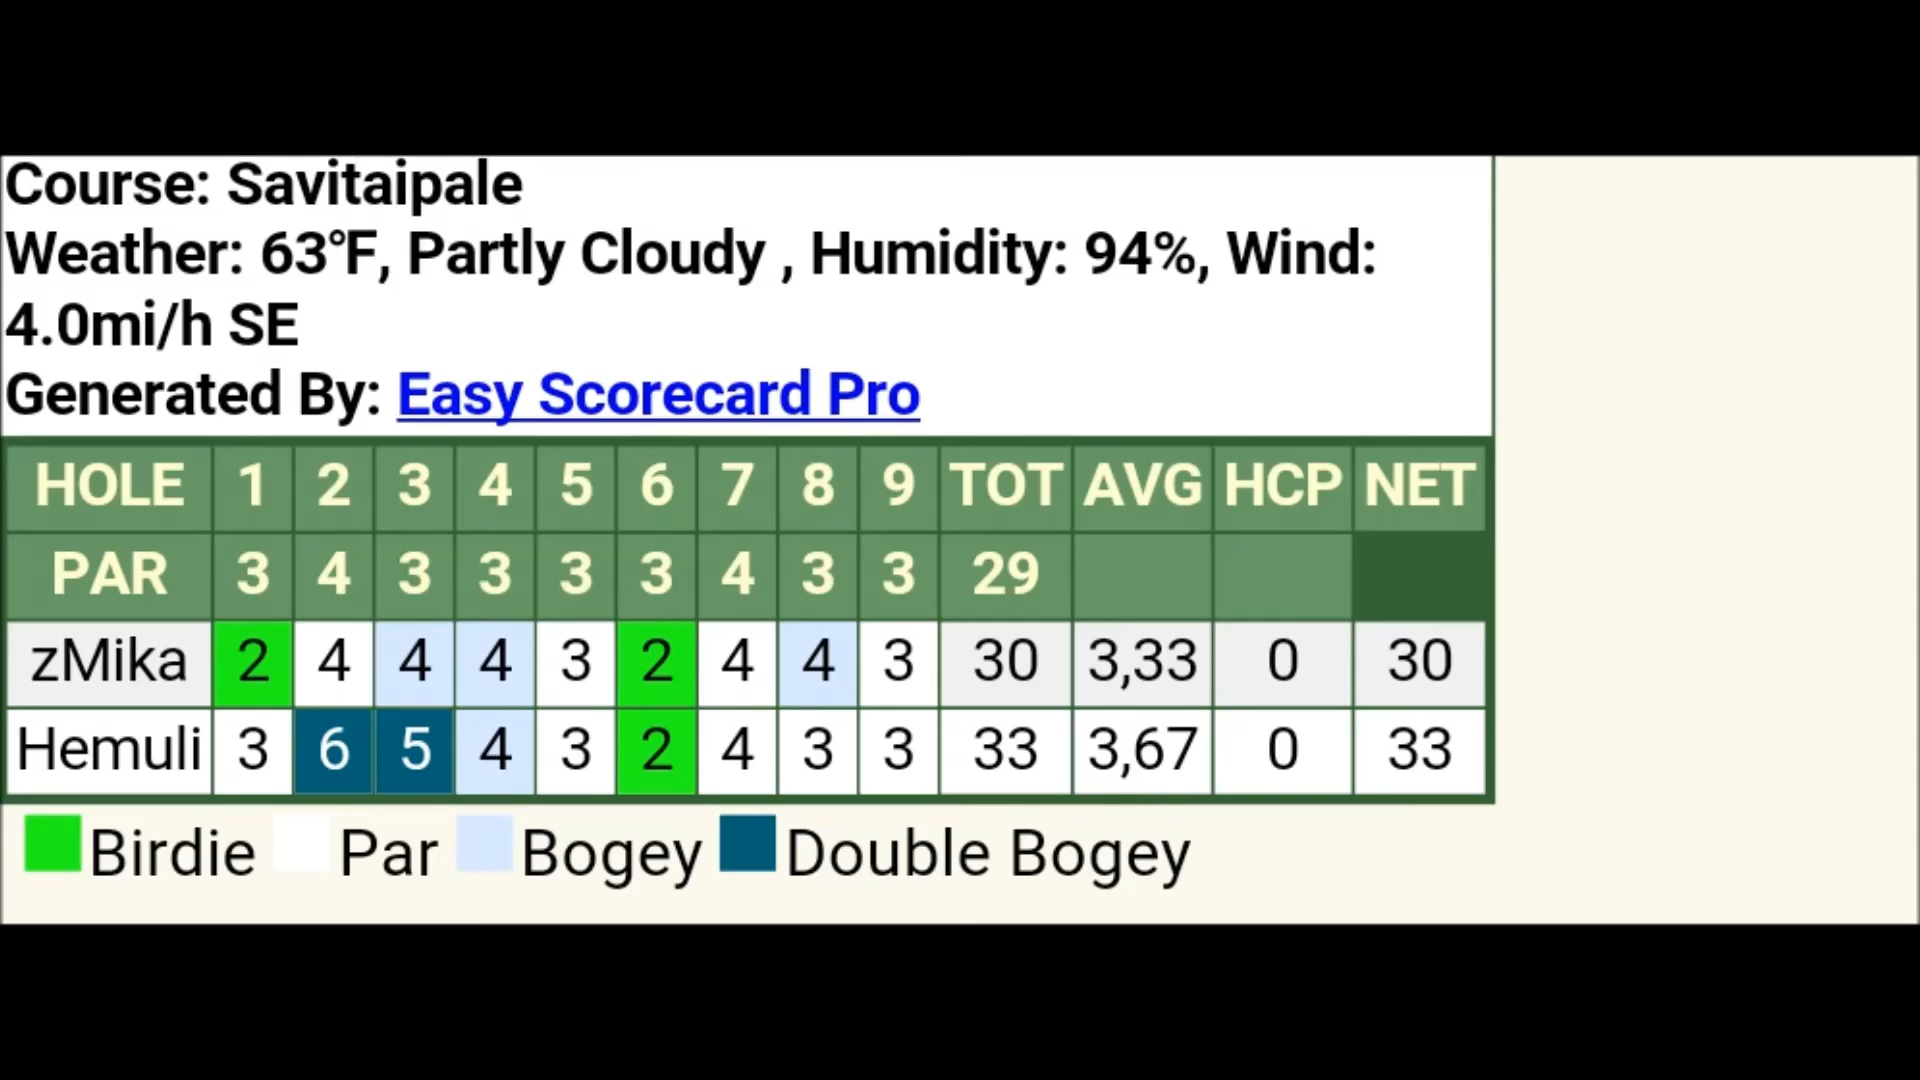 Course: Savitaipale
Weather: 63°F, Partly Cloudy , Humidity: 94%, Wind:
4.0mi/h SE
Generated By: Easy Scorecard Pro
HOLE 1 2 3 4 5 6 7 8 9 TOT AVG HCP NET
PAR 3 4 3 3 3 3 4 3 3 29
zMika 2 4 4 4 3 2 4 4 3 30 3,33 0 30
Hemuli 3 6 5 4 3 2 4 3 3 33 3,67 0 33
Birdie Par Bogey Double Bogey